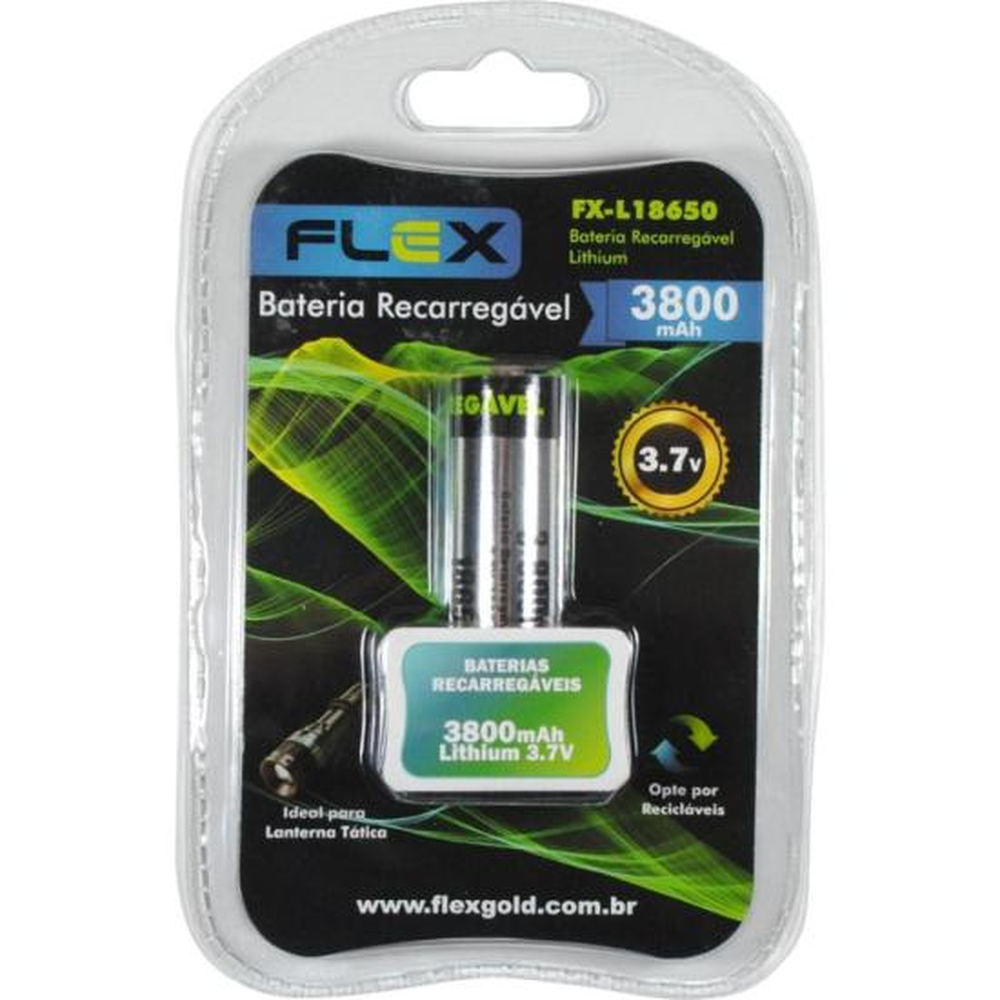 FLEX
FX-L18650
Bateria Recarregável
Lithium
Bateria Recarregável
3800
mAh
EGÁVEL
3.7v
BATERIAS
RECARREGÁVEIS
3800mAh
Lithium 3.7V
Ideal para
Lanterna Tática
Opte por
Recicláveis
www.flexgold.com.br